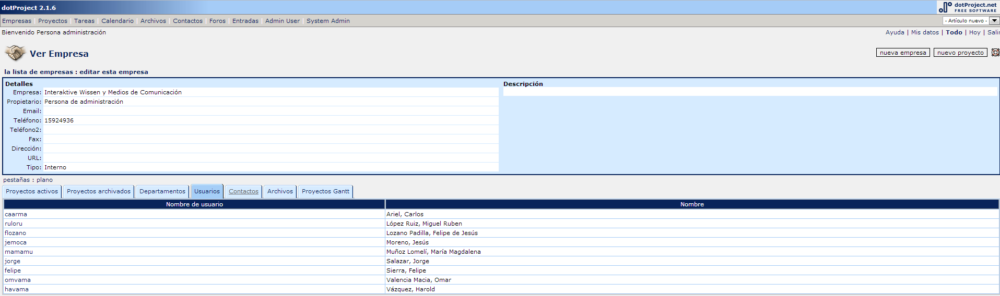 dotProject 2.1.6
dotProject.net
FREE SOFTWARE
Empresas | Proyectos | Tareas | Calendario | Archivos | Contactos | Foros | Entradas | Admin User | System Admin
- Artículo nuevo -
Bienvenido Persona administración
Ayuda | Mis datos | Todo | Hoy | Salir
Ver Empresa
nueva empresa
nuevo proyecto
la lista de empresas : editar esta empresa
Detalles
Empresa: Interaktive Wissen y Medios de Comunicación
Propietario: Persona de administración
Email:
Teléfono: 15924936
Teléfono2:
Fax:
Dirección:
URL:
Tipo: Interno
Descripción
pestañas : plano
Proyectos activos
Proyectos archivados
Departamentos
Usuarios
Contactos
Archivos
Proyectos Gantt
Nombre de usuario Nombre
caarma Ariel, Carlos
ruloru López Ruiz, Miguel Ruben
flozano Lozano Padilla, Felipe de Jesús
jemoca Moreno, Jesús
mamamu Muñoz Lomelí, María Magdalena
jorge Salazar, Jorge
felipe Sierra, Felipe
omvama Valencia Macia, Omar
havama Vázquez, Harold